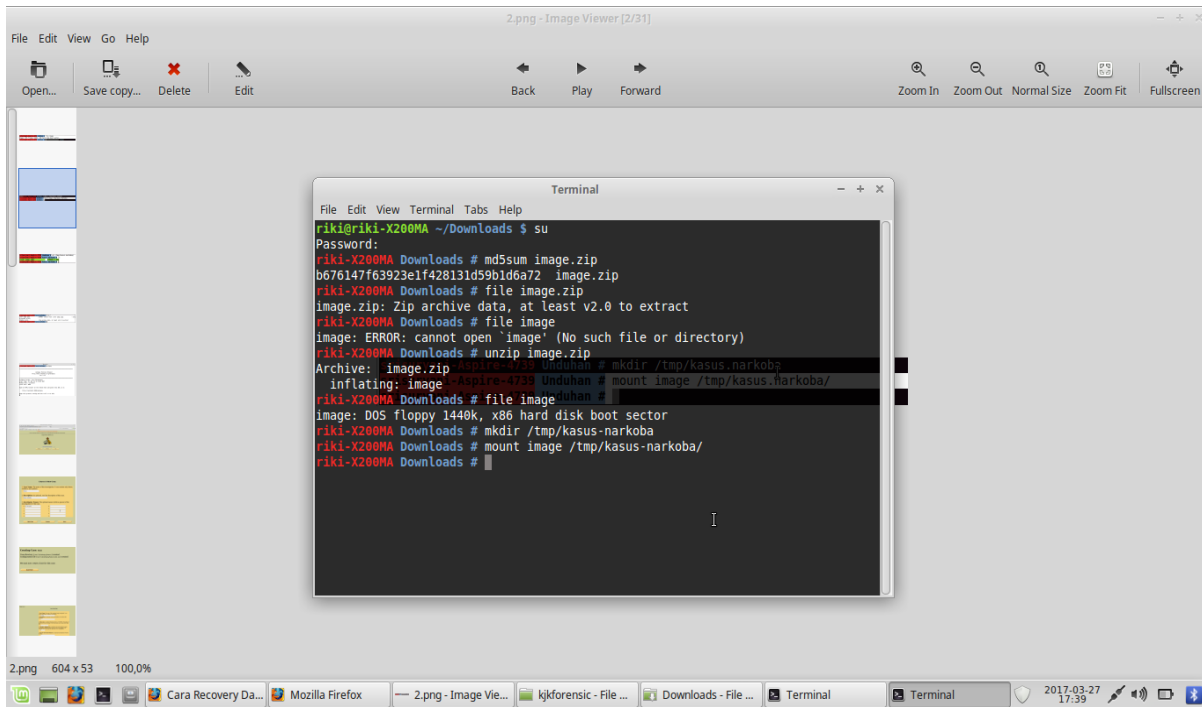 2.png - Image Viewer [2/31]
File Edit View Go Help
Open... Save copy... Delete Edit Back Play Forward Zoom In Zoom Out Normal Size Zoom Fit Fullscreen
Terminal
File Edit View Terminal Tabs Help
riki@riki-X200MA ~/Downloads $ su
Password:
riki-X200MA Downloads # md5sum image.zip
b676147f63923e1f428131d59b1d6a72  image.zip
riki-X200MA Downloads # file image.zip
image.zip: Zip archive data, at least v2.0 to extract
riki-X200MA Downloads # file image
image: ERROR: cannot open `image' (No such file or directory)
riki-X200MA Downloads # unzip image.zip
Archive:  image.zip
  inflating: image
riki-X200MA Downloads # file image
image: DOS floppy 1440k, x86 hard disk boot sector
riki-X200MA Downloads # mkdir /tmp/kasus-narkoba
riki-X200MA Downloads # mount image /tmp/kasus-narkoba/
riki-X200MA Downloads #
-Aspire-4739 Unduhan # mkdir /tmp/kasus.narkoba
i-Aspire-4739 Unduhan # mount image /tmp/kasus.narkoba/
Unduhan #
2.png 604 x 53 100,0%
Cara Recovery Da... Mozilla Firefox 2.png - Image Vie... kjkforensic - File ... Downloads - File ... Terminal Terminal 2017-03-27
17:39